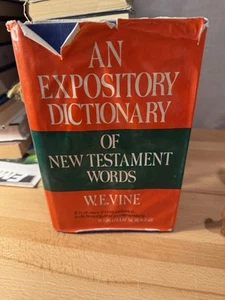 AN
EXPOSITORY
DICTIONARY
OF
NEW TESTAMENT
WORDS
W.E.VINE